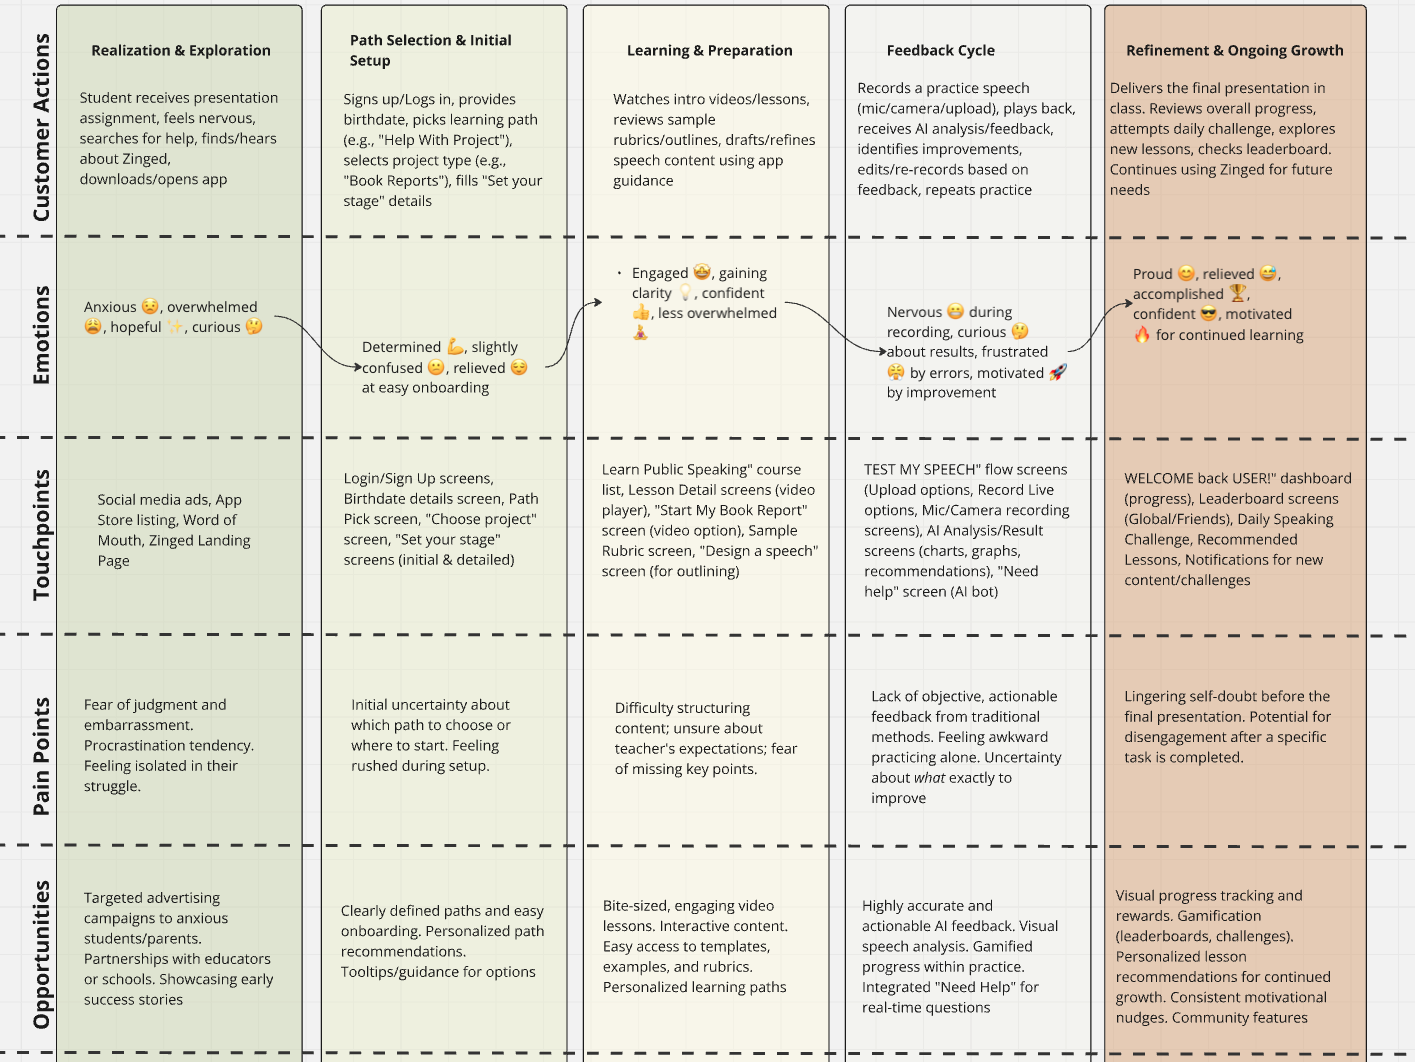 Customer Actions
Realization & Exploration
Student receives presentation
assignment, feels nervous,
searches for help, finds/hears
about Zinged,
downloads/opens app
Path Selection & Initial
Setup
Signs up/Logs in, provides
birthdate, picks learning path
(e.g., "Help With Project"),
selects project type (e.g.,
"Book Reports"), fills "Set your
stage" details
Learning & Preparation
Watches intro videos/lessons,
reviews sample
rubrics/outlines, drafts/refines
speech content using app
guidance
Feedback Cycle
Records a practice speech
(mic/camera/upload), plays back,
receives AI analysis/feedback,
identifies improvements,
edits/re-records based on
feedback, repeats practice
Refinement & Ongoing Growth
Delivers the final presentation in
class. Reviews overall progress,
attempts daily challenge, explores
new lessons, checks leaderboard.
Continues using Zinged for future
needs
Emotions
Anxious 😟, overwhelmed
😩, hopeful ✨, curious 🤔
Determined 💪, slightly
confused 😕, relieved 😌
at easy onboarding
• Engaged 🤩, gaining
clarity 💡, confident
👍, less overwhelmed
🧘
Nervous 😬 during
recording, curious 🤔
about results, frustrated
😤 by errors, motivated 🚀
by improvement
Proud 😊, relieved 😅,
accomplished 🏆,
confident 😎, motivated
🔥 for continued learning
Touchpoints
Social media ads, App
Store listing, Word of
Mouth, Zinged Landing
Page
Login/Sign Up screens,
Birthdate details screen, Path
Pick screen, "Choose project"
screen, "Set your stage"
screens (initial & detailed)
Learn Public Speaking" course
list, Lesson Detail screens (video
player), "Start My Book Report"
screen (video option), Sample
Rubric screen, "Design a speech"
screen (for outlining)
TEST MY SPEECH" flow screens
(Upload options, Record Live
options, Mic/Camera recording
screens), AI Analysis/Result
screens (charts, graphs,
recommendations), "Need
help" screen (AI bot)
WELCOME back USER!" dashboard
(progress), Leaderboard screens
(Global/Friends), Daily Speaking
Challenge, Recommended
Lessons, Notifications for new
content/challenges
Pain Points
Fear of judgment and
embarrassment.
Procrastination tendency.
Feeling isolated in their
struggle.
Initial uncertainty about
which path to choose or
where to start. Feeling
rushed during setup.
Difficulty structuring
content; unsure about
teacher's expectations; fear
of missing key points.
Lack of objective, actionable
feedback from traditional
methods. Feeling awkward
practicing alone. Uncertainty
about what exactly to
improve
Lingering self-doubt before the
final presentation. Potential for
disengagement after a specific
task is completed.
Opportunities
Targeted advertising
campaigns to anxious
students/parents.
Partnerships with educators
or schools. Showcasing early
success stories
Clearly defined paths and easy
onboarding. Personalized path
recommendations.
Tooltips/guidance for options
Bite-sized, engaging video
lessons. Interactive content.
Easy access to templates,
examples, and rubrics.
Personalized learning paths
Highly accurate and
actionable AI feedback. Visual
speech analysis. Gamified
progress within practice.
Integrated "Need Help" for
real-time questions
Visual progress tracking and
rewards. Gamification
(leaderboards, challenges).
Personalized lesson
recommendations for continued
growth. Consistent motivational
nudges. Community features